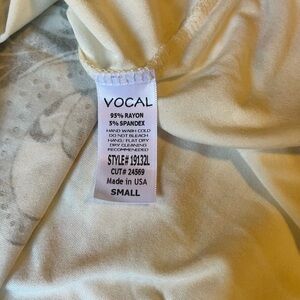 VOCAL
95% RAYON
5% SPANDEX
HAND WASH COLD
DO NOT BLEACH
HANG/ FLAT DRY
DRY CLEANING
RECOMMENDED
STYLE# 19132L
CUT# 24569
Made in USA
SMALL